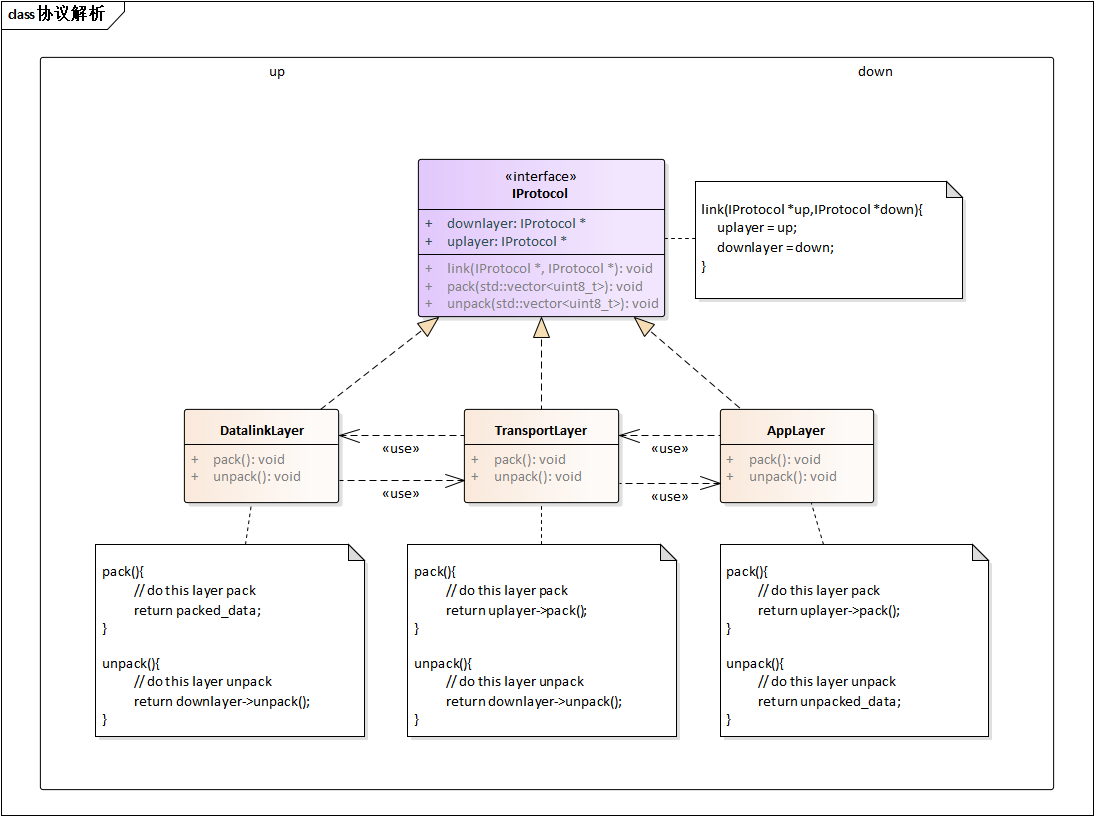 class 协议解析
up
down
«interface»
IProtocol
+ downlayer: IProtocol *
+ uplayer: IProtocol *
+ link(IProtocol *, IProtocol *): void
+ pack(std::vector<uint8_t>): void
+ unpack(std::vector<uint8_t>): void
link(IProtocol *up,IProtocol *down){
uplayer = up;
downlayer = down;
}
DatalinkLayer
+ pack(): void
+ unpack(): void
«use»
«use»
TransportLayer
+ pack(): void
+ unpack(): void
«use»
«use»
AppLayer
+ pack(): void
+ unpack(): void
pack(){
// do this layer pack
return packed_data;
}
unpack(){
// do this layer unpack
return downlayer->unpack();
}
pack(){
// do this layer pack
return uplayer->pack();
}
unpack(){
// do this layer unpack
return downlayer->unpack();
}
pack(){
// do this layer pack
return uplayer->pack();
}
unpack(){
// do this layer unpack
return unpacked_data;
}